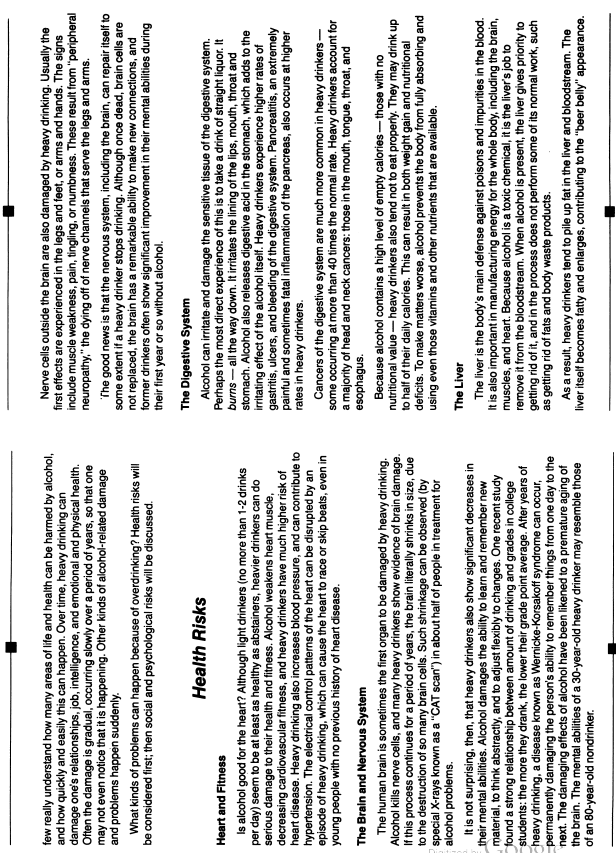 few really understand how many areas of life and health can be harmed by alcohol,
and how quickly and easily this can happen. Over time, heavy drinking can
damage one's relationships, job, intelligence, and emotional and physical health.
Often the damage is gradual, occurring slowly over a period of years, so that one
may not even notice that it is happening. Other kinds of alcohol-related damage
and problems happen suddenly.
What kinds of problems can happen because of overdrinking? Health risks will
be considered first; then social and psychological risks will be discussed.
Health Risks
Heart and Fitness
Is alcohol good for the heart? Although light drinkers (no more than 1-2 drinks
per day) seem to be at least as healthy as abstainers, heavier drinkers can do
serious damage to their health and fitness. Alcohol weakens heart muscle,
decreasing cardiovascular fitness, and heavy drinkers have much higher risk of
heart disease. Heavy drinking also increases blood pressure, and can contribute to
hypertension. The electrical control patterns of the heart can be disrupted by an
episode of heavy drinking, which can cause the heart to race or skip beats, even in
young people with no previous history of heart disease.
The Brain and Nervous System
The human brain is sometimes the first organ to be damaged by heavy drinking.
Alcohol kills nerve cells, and many heavy drinkers show evidence of brain damage.
If this process continues for a period of years, the brain literally shrinks in size, due
to the destruction of so many brain cells. Such shrinkage can be observed (by
special X-rays known as a "CAT scan") in about half of people in treatment for
alcohol problems.
It is not surprising, then, that heavy drinkers also show significant decreases in
their mental abilities. Alcohol damages the ability to learn and remember new
material, to think abstractly, and to adjust flexibly to changes. One recent study
found a strong relationship between amount of drinking and grades in college
students: the more they drank, the lower their grade point average. After years of
heavy drinking, a disease known as Wernicke-Korsakoff syndrome can occur,
permanently damaging the person's ability to remember things from one day to the
next. The damaging effects of alcohol have been likened to a premature aging of
the brain. The mental abilities of a 30-year-old heavy drinker may resemble those
of an 80-year-old nondrinker.
Nerve cells outside the brain are also damaged by heavy drinking. Usually the
first effects are experienced in the legs and feet, or arms and hands. The signs
include muscle weakness, pain, tingling, or numbness. These result from "peripheral
neuropathy," the dying off of nerve channels that serve the legs and arms.
The good news is that the nervous system, including the brain, can repair itself to
some extent if a heavy drinker stops drinking. Although once dead, brain cells are
not replaced, the brain has a remarkable ability to make new connections, and
former drinkers often show significant improvement in their mental abilities during
their first year or so without alcohol.
The Digestive System
Alcohol can irritate and damage the sensitive tissue of the digestive system.
Perhaps the most direct experience of this is to take a drink of straight liquor. It
burns — all the way down. It irritates the lining of the lips, mouth, throat and
stomach. Alcohol also releases digestive acid in the stomach, which adds to the
irritating effect of the alcohol itself. Heavy drinkers experience higher rates of
gastritis, ulcers, and bleeding of the digestive system. Pancreatitis, an extremely
painful and sometimes fatal inflammation of the pancreas, also occurs at higher
rates in heavy drinkers.
Cancers of the digestive system are much more common in heavy drinkers —
some occurring at more than 40 times the normal rate. Heavy drinkers account for
a majority of head and neck cancers: those in the mouth, tongue, throat, and
esophagus.
Because alcohol contains a high level of empty calories — those with no
nutritional value — heavy drinkers also tend not to eat properly. They may drink up
to half of their daily calories. This can result in both weight gain and nutritional
deficits. To make maters worse, alcohol prevents the body from fully absorbing and
using even those vitamins and other nutrients that are available.
The Liver
The liver is the body's main defense against poisons and impurities in the blood.
It is also important in manufacturing energy for the whole body, including the brain,
muscles, and heart. Because alcohol is a toxic chemical, it is the liver's job to
remove it from the bloodstream. When alcohol is present, the liver gives priority to
getting rid of it, and in the process does not perform some of its normal work, such
as getting rid of fats and body waste products.
As a result, heavy drinkers tend to pile up fat in the liver and bloodstream. The
liver itself becomes fatty and enlarges, contributing to the "beer belly" appearance.
Digitized by Google